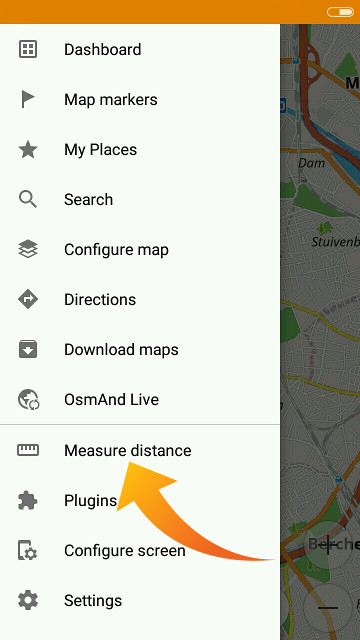 Dashboard
Map markers
My Places
Search
Configure map
Directions
Download maps
OsmAnd Live
Measure distance
Plugins
Configure screen
Settings
M
Dam
Stuivenb
Berche